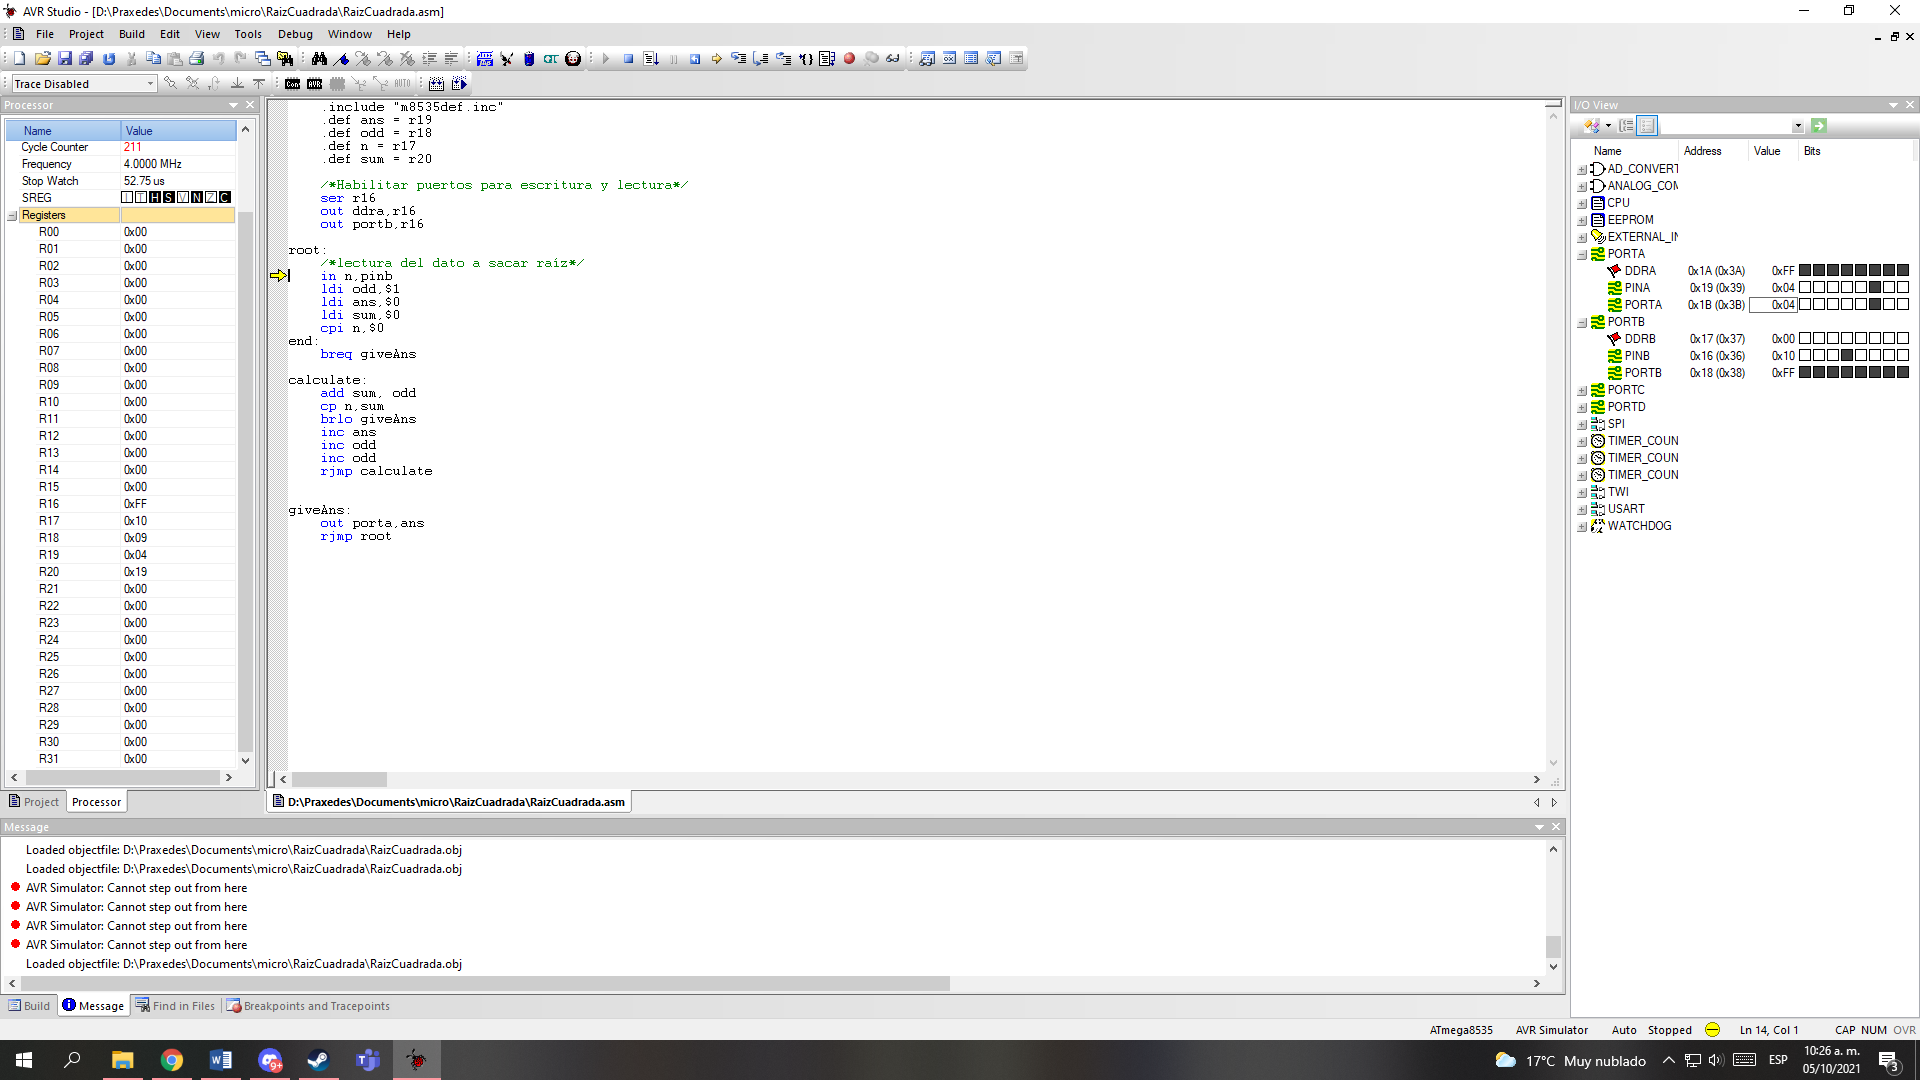 AVR Studio - [D:\Praxedes\Documents\micro\RaizCuadrada\RaizCuadrada.asm]
File Project Build Edit View Tools Debug Window Help
Trace Disabled
Con AVR AUTO
Processor
Name Value
Cycle Counter 211
Frequency 4.0000 MHz
Stop Watch 52.75 us
SREG I T H S V N Z C
Registers
R00 0x00
R01 0x00
R02 0x00
R03 0x00
R04 0x00
R05 0x00
R06 0x00
R07 0x00
R08 0x00
R09 0x00
R10 0x00
R11 0x00
R12 0x00
R13 0x00
R14 0x00
R15 0x00
R16 0xFF
R17 0x10
R18 0x09
R19 0x04
R20 0x19
R21 0x00
R22 0x00
R23 0x00
R24 0x00
R25 0x00
R26 0x00
R27 0x00
R28 0x00
R29 0x00
R30 0x00
R31 0x00
Project Processor
.include "m8535def.inc"
.def ans = r19
.def odd = r18
.def n = r17
.def sum = r20
/*Habilitar puertos para escritura y lectura*/
ser r16
out ddra,r16
out portb,r16
root:
/*lectura del dato a sacar raíz*/
in n,pinb
ldi odd,$1
ldi ans,$0
ldi sum,$0
cpi n,$0
end:
breq giveAns
calculate:
add sum, odd
cp n,sum
brlo giveAns
inc ans
inc odd
inc odd
rjmp calculate
giveAns:
out porta,ans
rjmp root
D:\Praxedes\Documents\micro\RaizCuadrada\RaizCuadrada.asm
I/O View
Name Address Value Bits
AD_CONVERT
ANALOG_CON
CPU
EEPROM
EXTERNAL_IN
PORTA
DDRA 0x1A (0x3A) 0xFF
PINA 0x19 (0x39) 0x04
PORTA 0x1B (0x3B) 0x04
PORTB
DDRB 0x17 (0x37) 0x00
PINB 0x16 (0x36) 0x10
PORTB 0x18 (0x38) 0xFF
PORTC
PORTD
SPI
TIMER_COUN
TIMER_COUN
TIMER_COUN
TWI
USART
WATCHDOG
Message
Loaded objectfile: D:\Praxedes\Documents\micro\RaizCuadrada\RaizCuadrada.obj
Loaded objectfile: D:\Praxedes\Documents\micro\RaizCuadrada\RaizCuadrada.obj
AVR Simulator: Cannot step out from here
AVR Simulator: Cannot step out from here
AVR Simulator: Cannot step out from here
AVR Simulator: Cannot step out from here
Loaded objectfile: D:\Praxedes\Documents\micro\RaizCuadrada\RaizCuadrada.obj
Build Message Find in Files Breakpoints and Tracepoints
ATmega8535 AVR Simulator Auto Stopped Ln 14, Col 1 CAP NUM OVR
9+ 17°C Muy nublado ESP 10:26 a. m.
05/10/2021 3